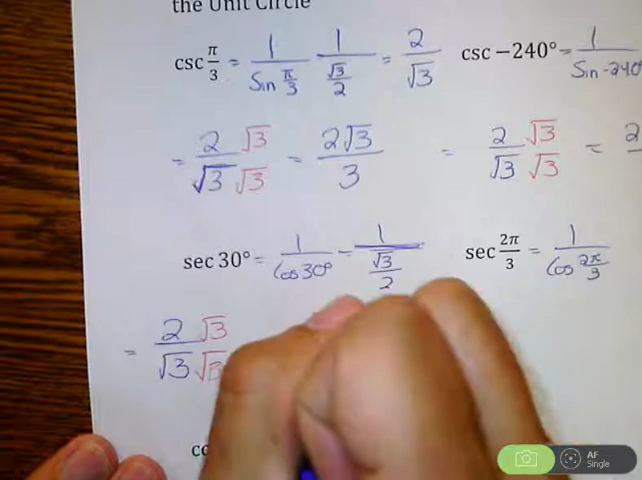 the Unit Circle
csc π/3 = 1/Sin π/3 1/(√3/2) = 2/√3 csc −240° = 1/Sin -240°
= 2/√3 √3/√3 = 2√3/3 = 2/√3 √3/√3 = 2
sec 30° = 1/Cos 30° = 1/(√3/2) sec 2π/3 = 1/Cos 2π/3
= 2/√3 √3/√3
AF
Single